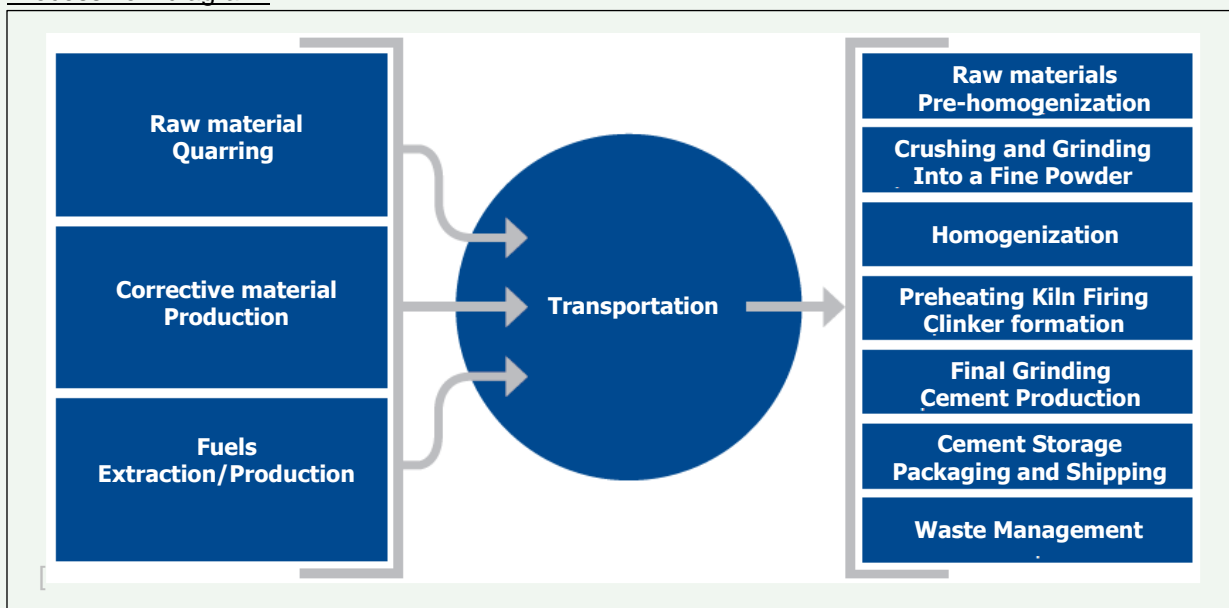 Raw material
Quarring
Corrective material
Production
Fuels
Extraction/Production
Transportation
Raw materials
Pre-homogenization
Crushing and Grinding
Into a Fine Powder
Homogenization
Preheating Kiln Firing
Clinker formation
Final Grinding
Cement Production
Cement Storage
Packaging and Shipping
Waste Management
[